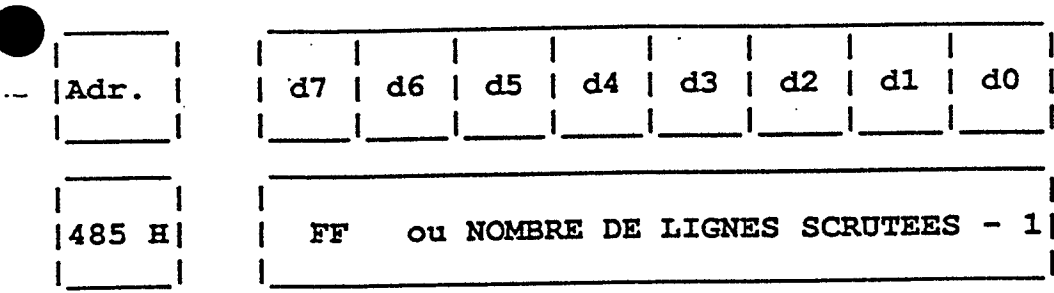 Adr. d7 d6 d5 d4 d3 d2 d1 d0
485 H FF ou NOMBRE DE LIGNES SCRUTEES - 1